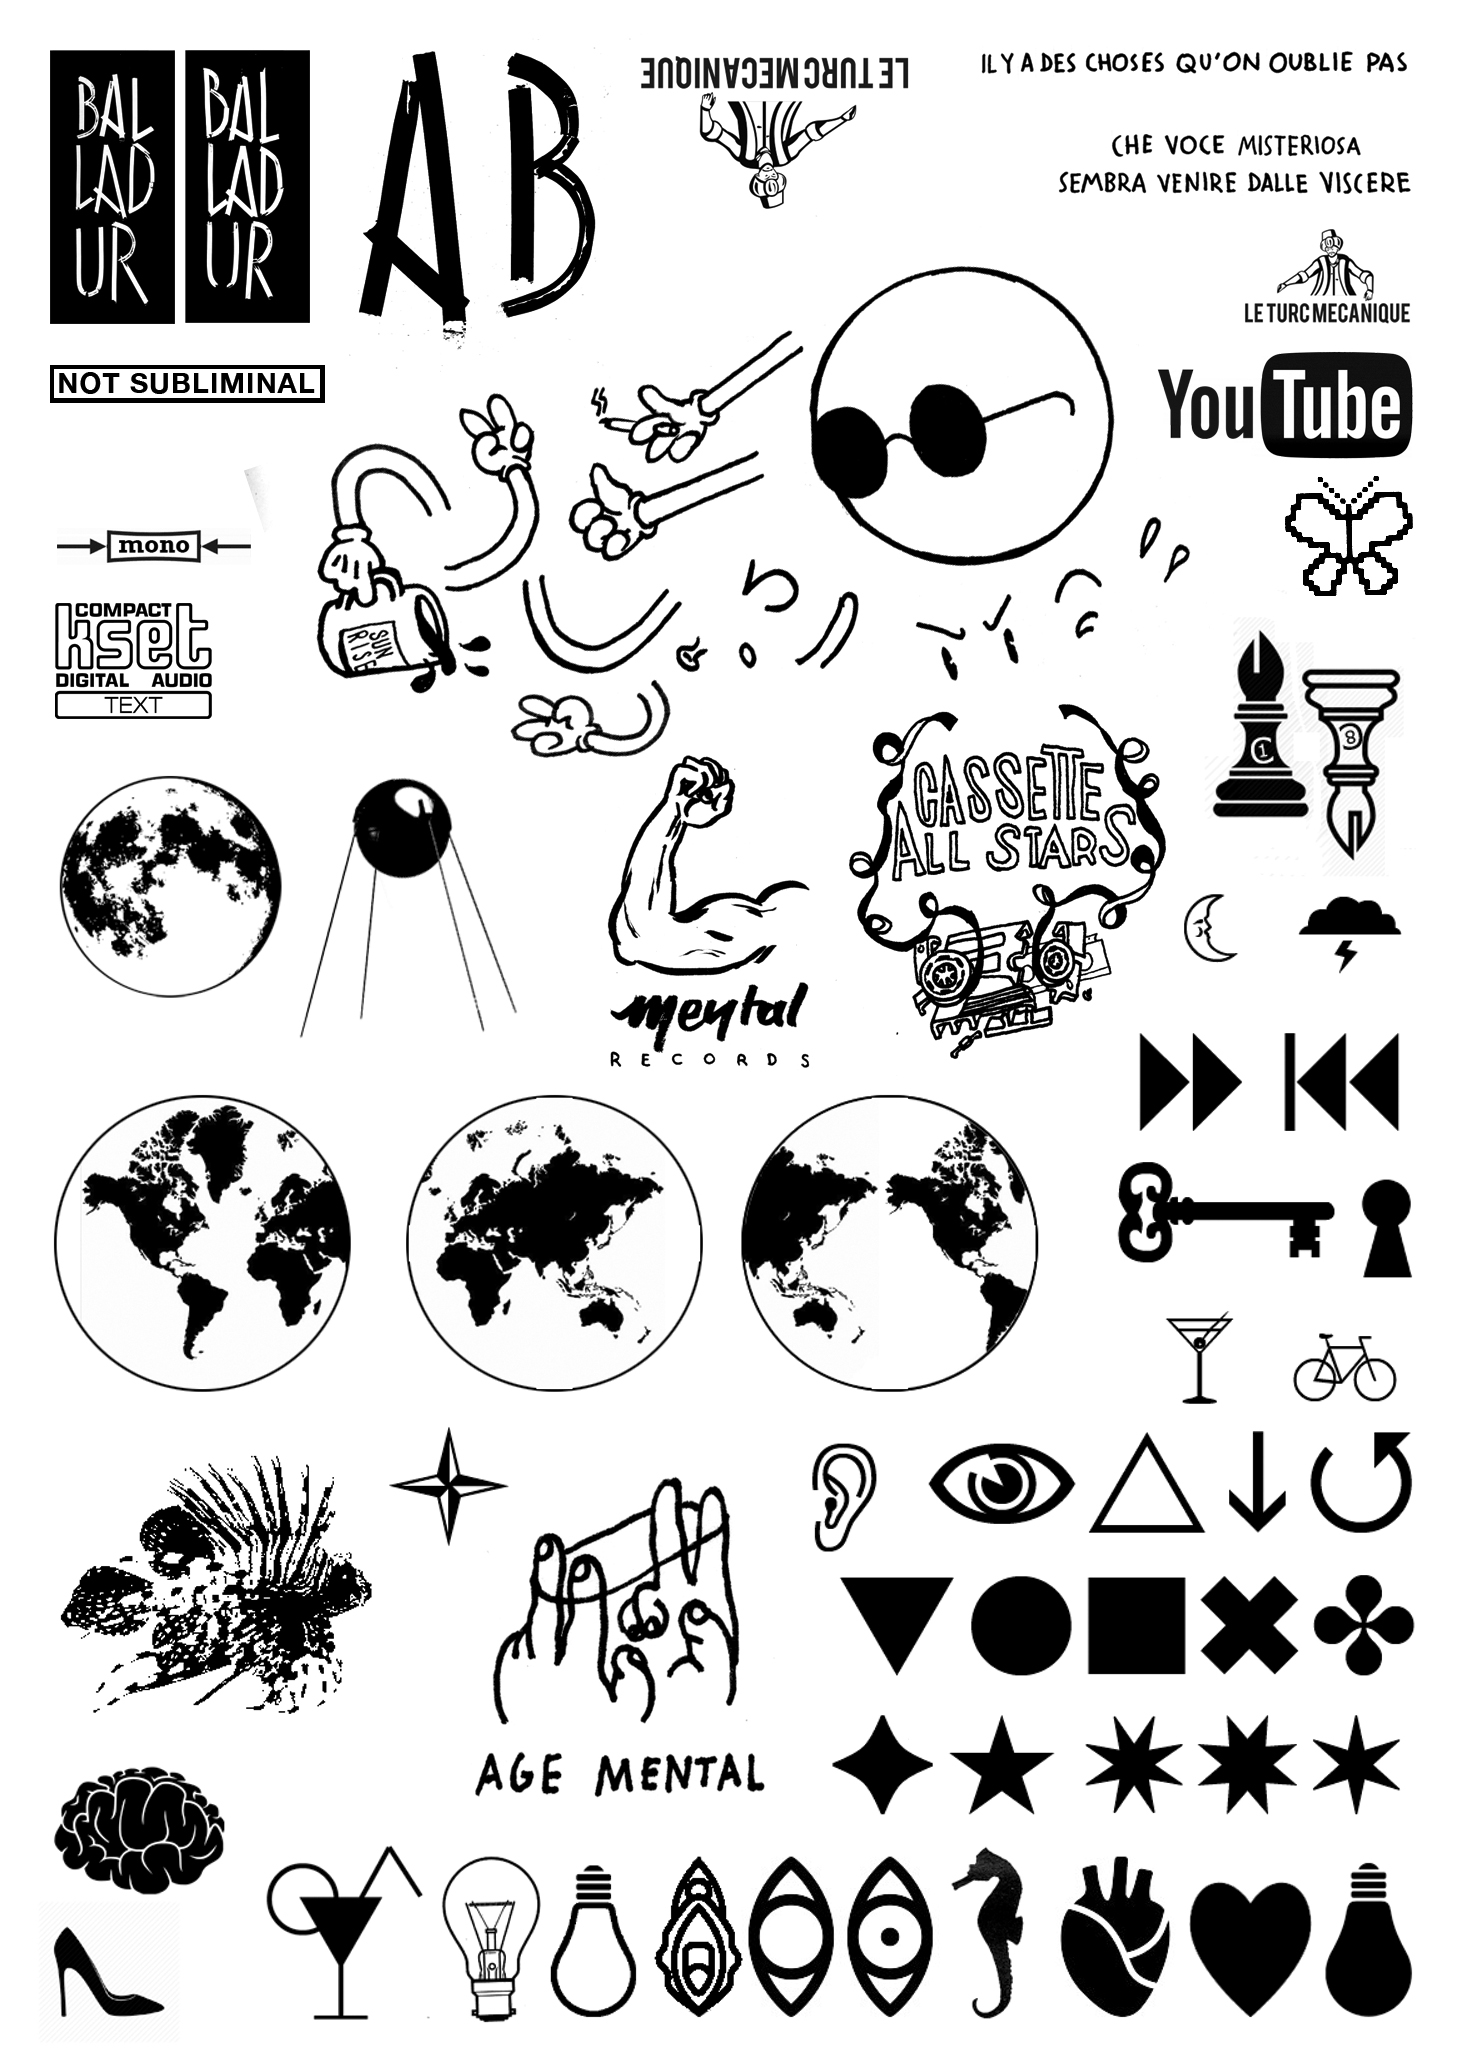 BAL
LAD
UR
BAL
LAD
UR
A B
LE TURC MECANIQUE
IL Y A DES CHOSES QU'ON OUBLIE PAS
CHE VOCE MISTERIOSA
SEMBRA VENIRE DALLE VISCERE
LE TURC MECANIQUE
NOT SUBLIMINAL
YouTube
mono
COMPACT
kset
DIGITAL AUDIO
TEXT
SUN
RISE
C1
8
CASSETTE
ALL STARS
mental
RECORDS
AGE MENTAL